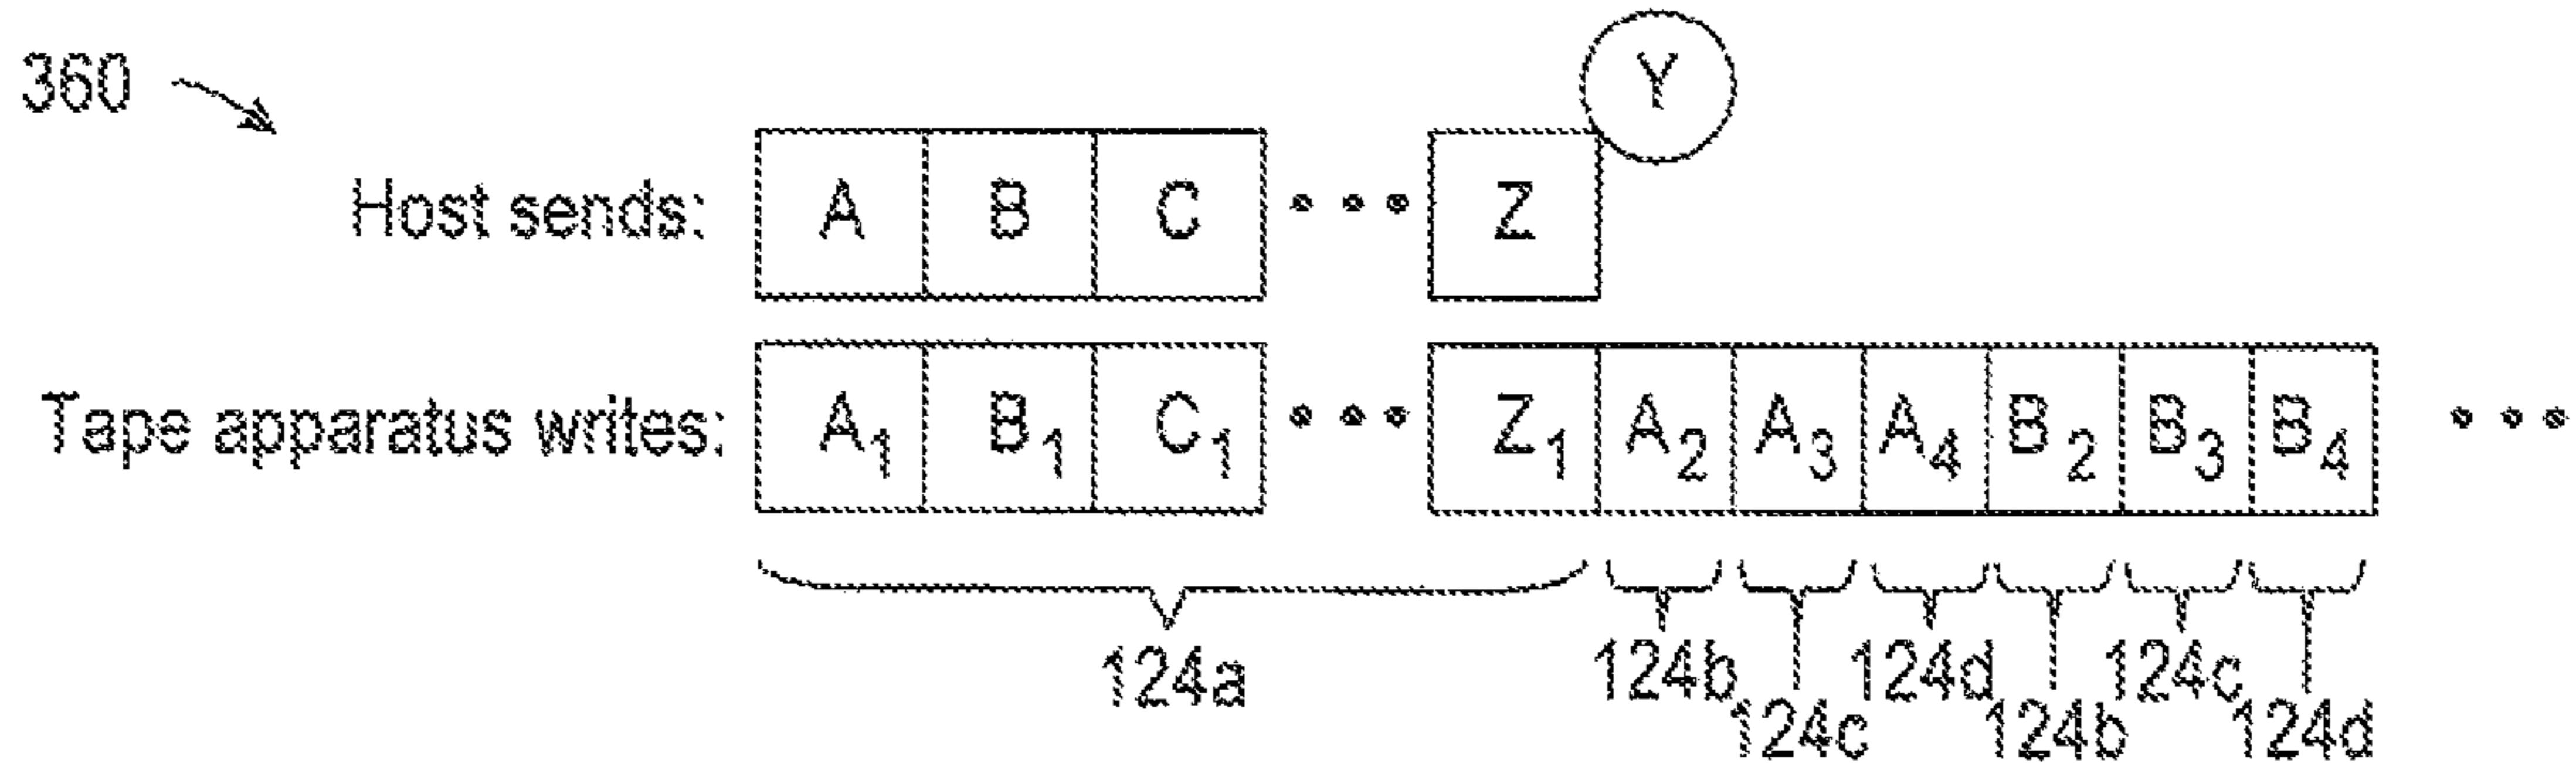 360
Y
Host sends: A B C ••• Z
Tape apparatus writes: A1 B1 C1 ••• Z1 A2 A3 A4 B2 B3 B4 •••
124a 124b 124c 124d 124b 124c 124d